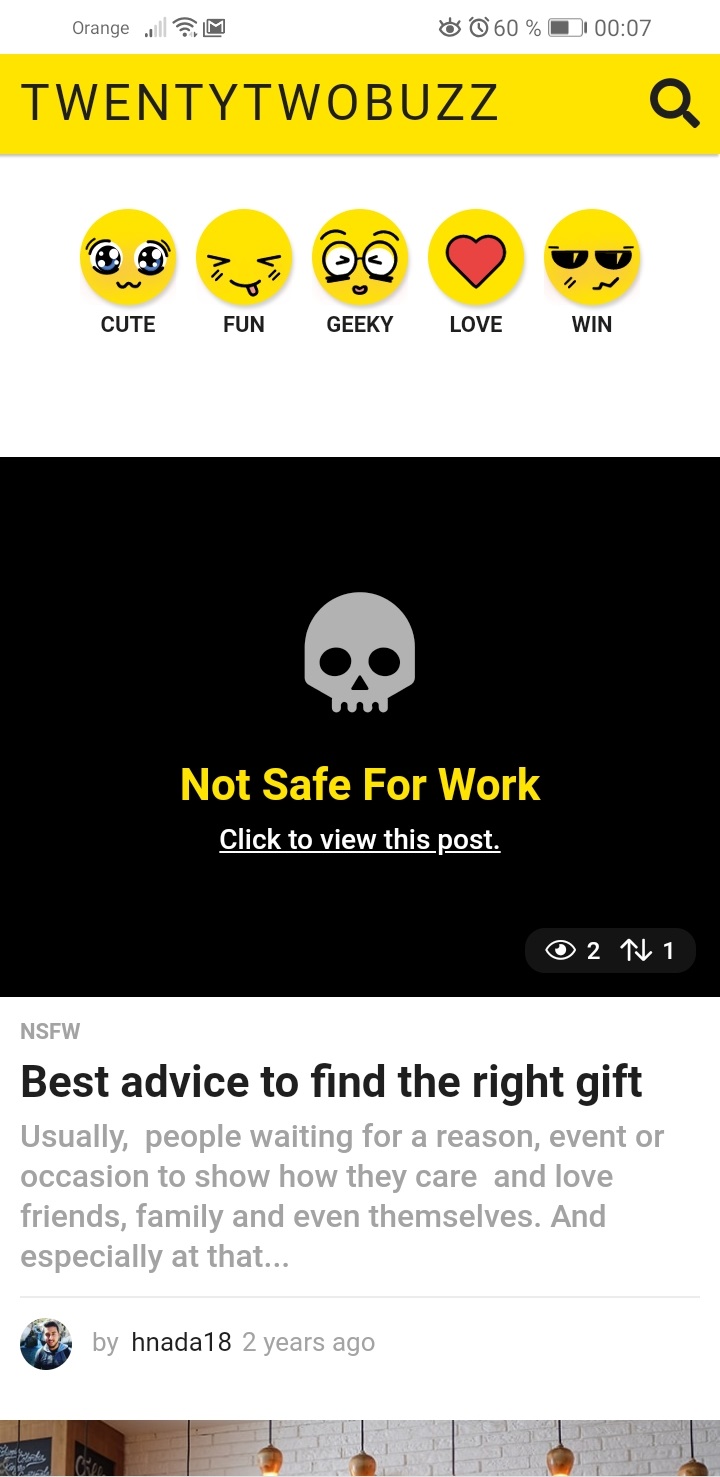 Orange 60 % 00:07
TWENTYTWOBUZZ
CUTE FUN GEEKY LOVE WIN
Not Safe For Work
Click to view this post.
2 1
NSFW
Best advice to find the right gift
Usually,  people waiting for a reason, event or
occasion to show how they care  and love
friends, family and even themselves. And
especially at that...
by hnada18 2 years ago